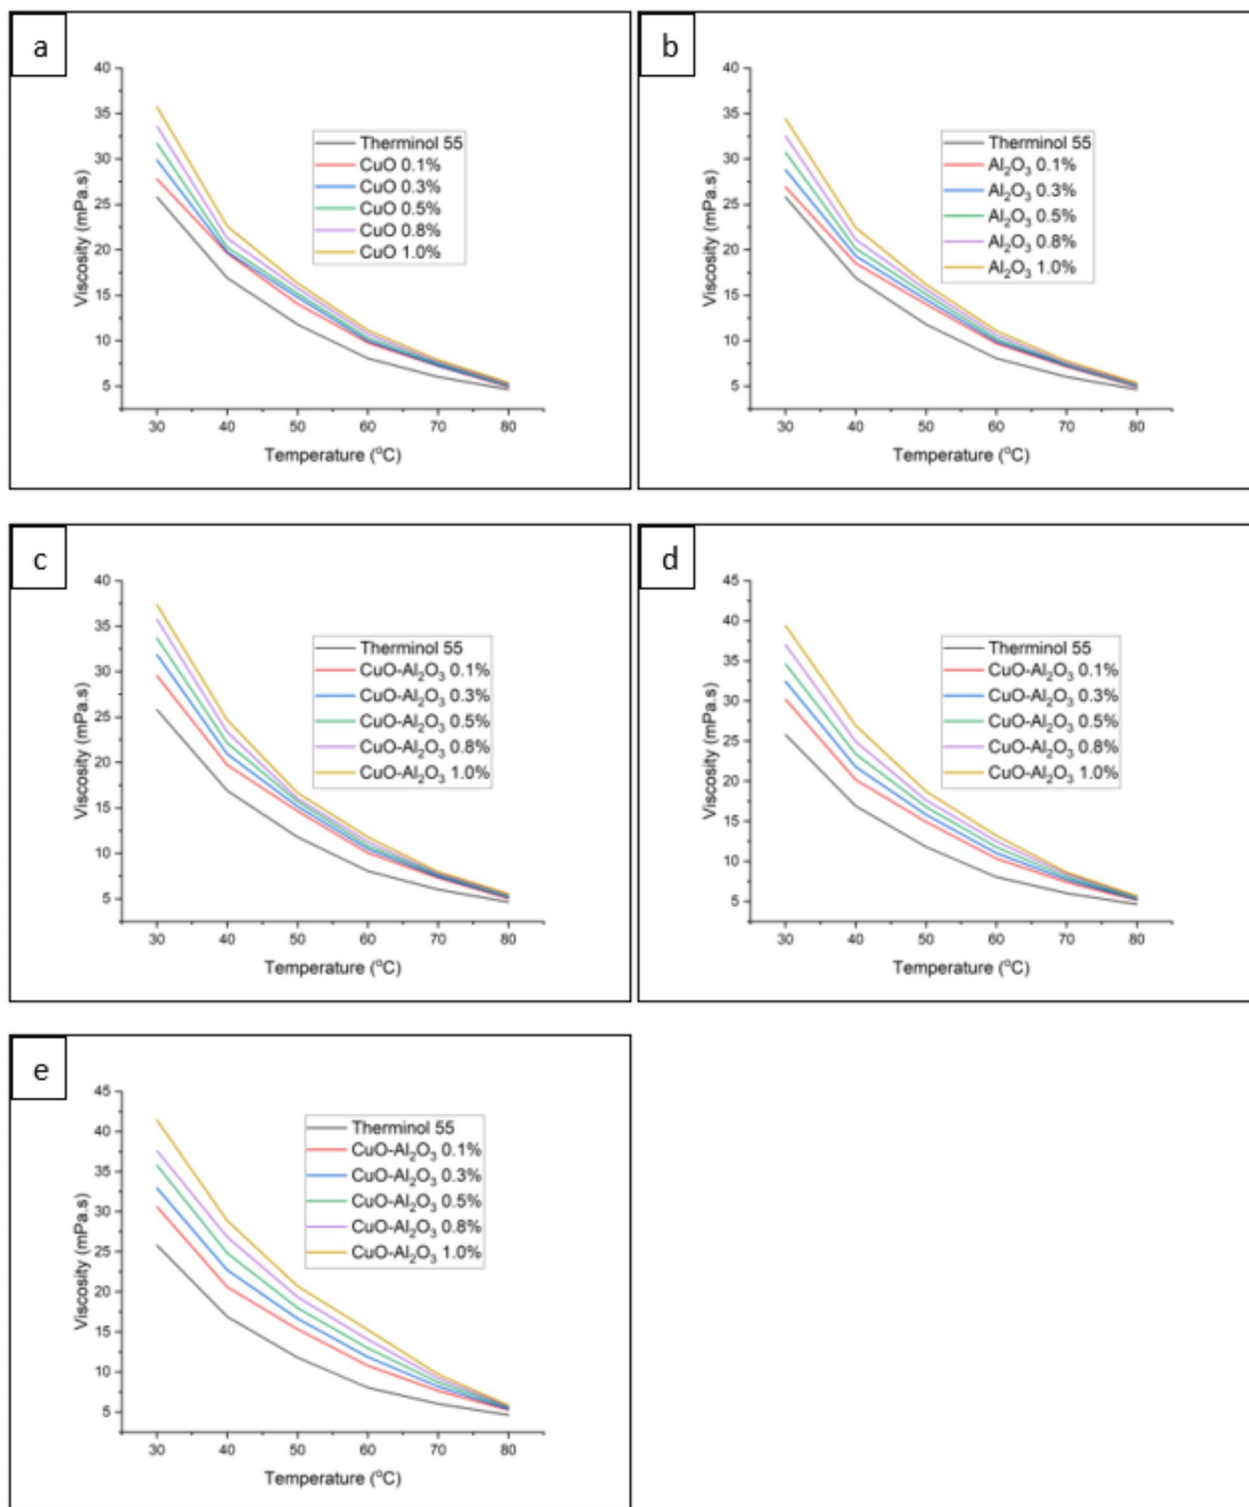 a
40
35
30
25
20
15
10
5
Viscosity (mPa.s)
Therminol 55
CuO 0.1%
CuO 0.3%
CuO 0.5%
CuO 0.8%
CuO 1.0%
30 40 50 60 70 80
Temperature (°C)
b
40
35
30
25
20
15
10
5
Viscosity (mPa.s)
Therminol 55
Al₂O₃ 0.1%
Al₂O₃ 0.3%
Al₂O₃ 0.5%
Al₂O₃ 0.8%
Al₂O₃ 1.0%
30 40 50 60 70 80
Temperature (°C)
c
40
35
30
25
20
15
10
5
Viscosity (mPa.s)
Therminol 55
CuO-Al₂O₃ 0.1%
CuO-Al₂O₃ 0.3%
CuO-Al₂O₃ 0.5%
CuO-Al₂O₃ 0.8%
CuO-Al₂O₃ 1.0%
30 40 50 60 70 80
Temperature (°C)
d
45
40
35
30
25
20
15
10
5
Viscosity (mPa.s)
Therminol 55
CuO-Al₂O₃ 0.1%
CuO-Al₂O₃ 0.3%
CuO-Al₂O₃ 0.5%
CuO-Al₂O₃ 0.8%
CuO-Al₂O₃ 1.0%
30 40 50 60 70 80
Temperature (°C)
e
45
40
35
30
25
20
15
10
5
Viscosity (mPa.s)
Therminol 55
CuO-Al₂O₃ 0.1%
CuO-Al₂O₃ 0.3%
CuO-Al₂O₃ 0.5%
CuO-Al₂O₃ 0.8%
CuO-Al₂O₃ 1.0%
30 40 50 60 70 80
Temperature (°C)